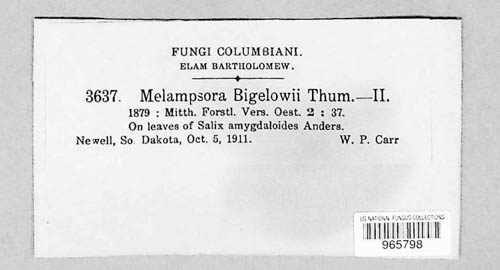 FUNGI COLUMBIANI.
ELAM BARTHOLOMEW.
3637. Melampsora Bigelowii Thum.—II.
1879 : Mitth. Forstl. Vers. Oest. 2 : 37.
On leaves of Salix amygdaloides Anders.
Newell, So. Dakota, Oct. 5, 1911. W. P. Carr
US NATIONAL FUNGUS COLLECTIONS
965798